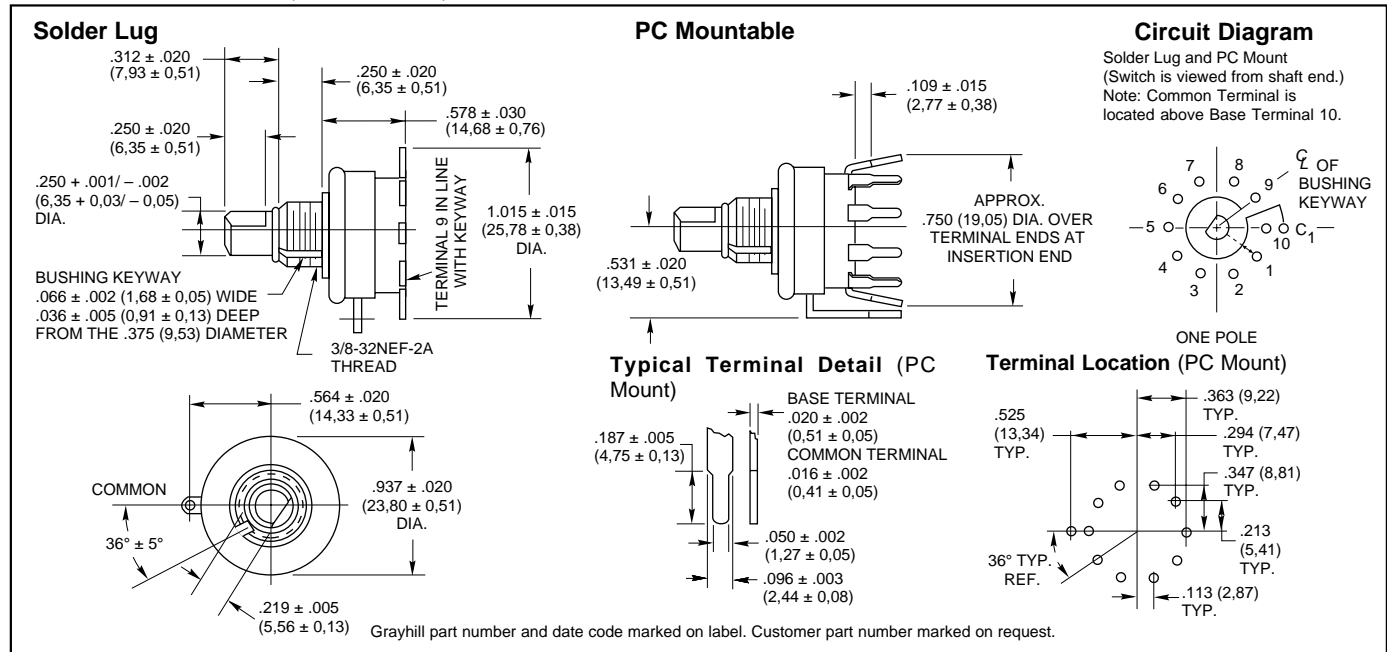 Solder Lug
.312 ± .020
(7,93 ± 0,51)
.250 ± .020
(6,35 ± 0,51)
.578 ± .030
(14,68 ± 0,76)
.250 ± .020
(6,35 ± 0,51)
.250 + .001/ – .002
(6,35 + 0,03/ – 0,05)
DIA.
1.015 ± .015
(25,78 ± 0,38)
DIA.
TERMINAL 9 IN LINE
WITH KEYWAY
BUSHING KEYWAY
.066 ± .002 (1,68 ± 0,05) WIDE
.036 ± .005 (0,91 ± 0,13) DEEP
FROM THE .375 (9,53) DIAMETER
3/8-32NEF-2A
THREAD
.564 ± .020
(14,33 ± 0,51)
COMMON
.937 ± .020
(23,80 ± 0,51)
DIA.
36° ± 5°
.219 ± .005
(5,56 ± 0,13)
PC Mountable
.109 ± .015
(2,77 ± 0,38)
APPROX.
.750 (19,05) DIA. OVER
TERMINAL ENDS AT
INSERTION END
.531 ± .020
(13,49 ± 0,51)
Typical Terminal Detail (PC
Mount)
BASE TERMINAL
.020 ± .002
(0,51 ± 0,05)
COMMON TERMINAL
.016 ± .002
(0,41 ± 0,05)
.187 ± .005
(4,75 ± 0,13)
.050 ± .002
(1,27 ± 0,05)
.096 ± .003
(2,44 ± 0,08)
Circuit Diagram
Solder Lug and PC Mount
(Switch is viewed from shaft end.)
Note: Common Terminal is
located above Base Terminal 10.
7
8
℄ OF
BUSHING
KEYWAY
6
9
5
10
C1
4
1
3
2
ONE POLE
Terminal Location (PC Mount)
.363 (9,22)
TYP.
.525
(13,34)
TYP.
.294 (7,47)
TYP.
.347 (8,81)
TYP.
.213
(5,41)
TYP.
36° TYP.
REF.
.113 (2,87)
TYP.
Grayhill part number and date code marked on label. Customer part number marked on request.